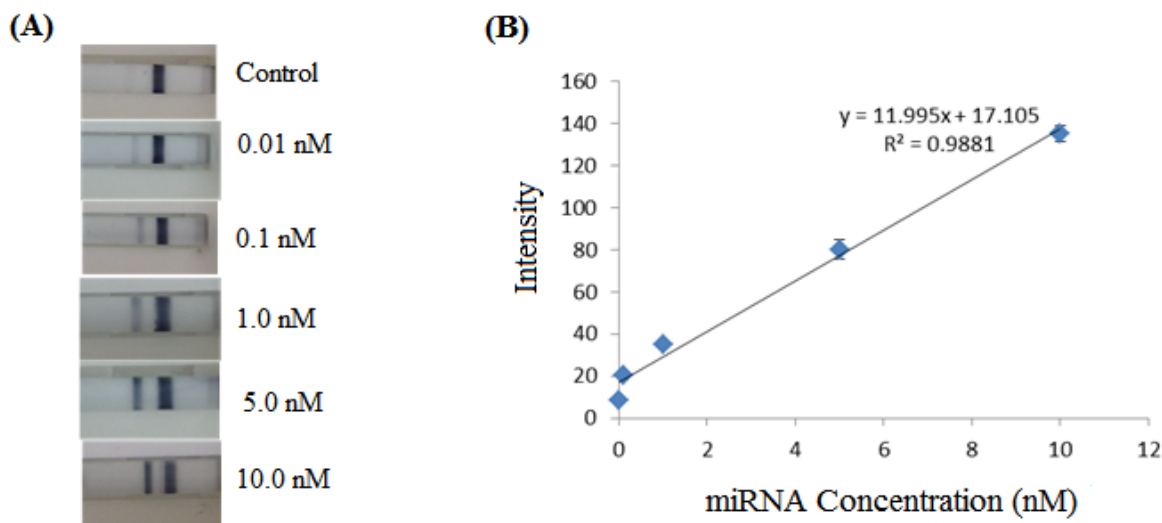 (A)
Control
0.01 nM
0.1 nM
1.0 nM
5.0 nM
10.0 nM
(B)
160
140
120
100
80
60
40
20
0
y = 11.995x + 17.105
R² = 0.9881
Intensity
0 2 4 6 8 10 12
miRNA Concentration (nM)